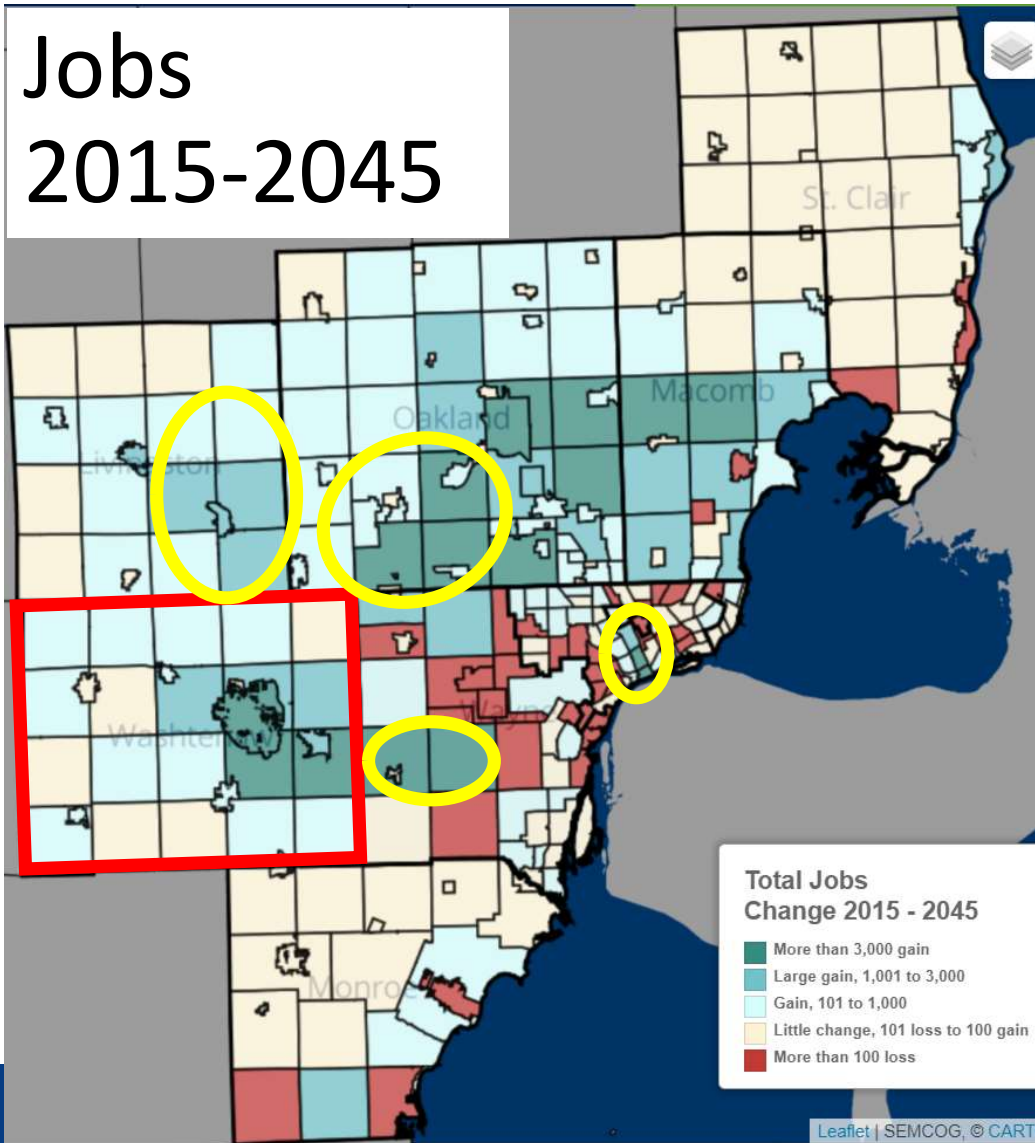 Jobs
2015-2045
St. Clair
Oakland
Macomb
Livingston
Washtenaw
Wayne
Monroe
Total Jobs
Change 2015 - 2045
More than 3,000 gain
Large gain, 1,001 to 3,000
Gain, 101 to 1,000
Little change, 101 loss to 100 gain
More than 100 loss
Leaflet | SEMCOG, © CART